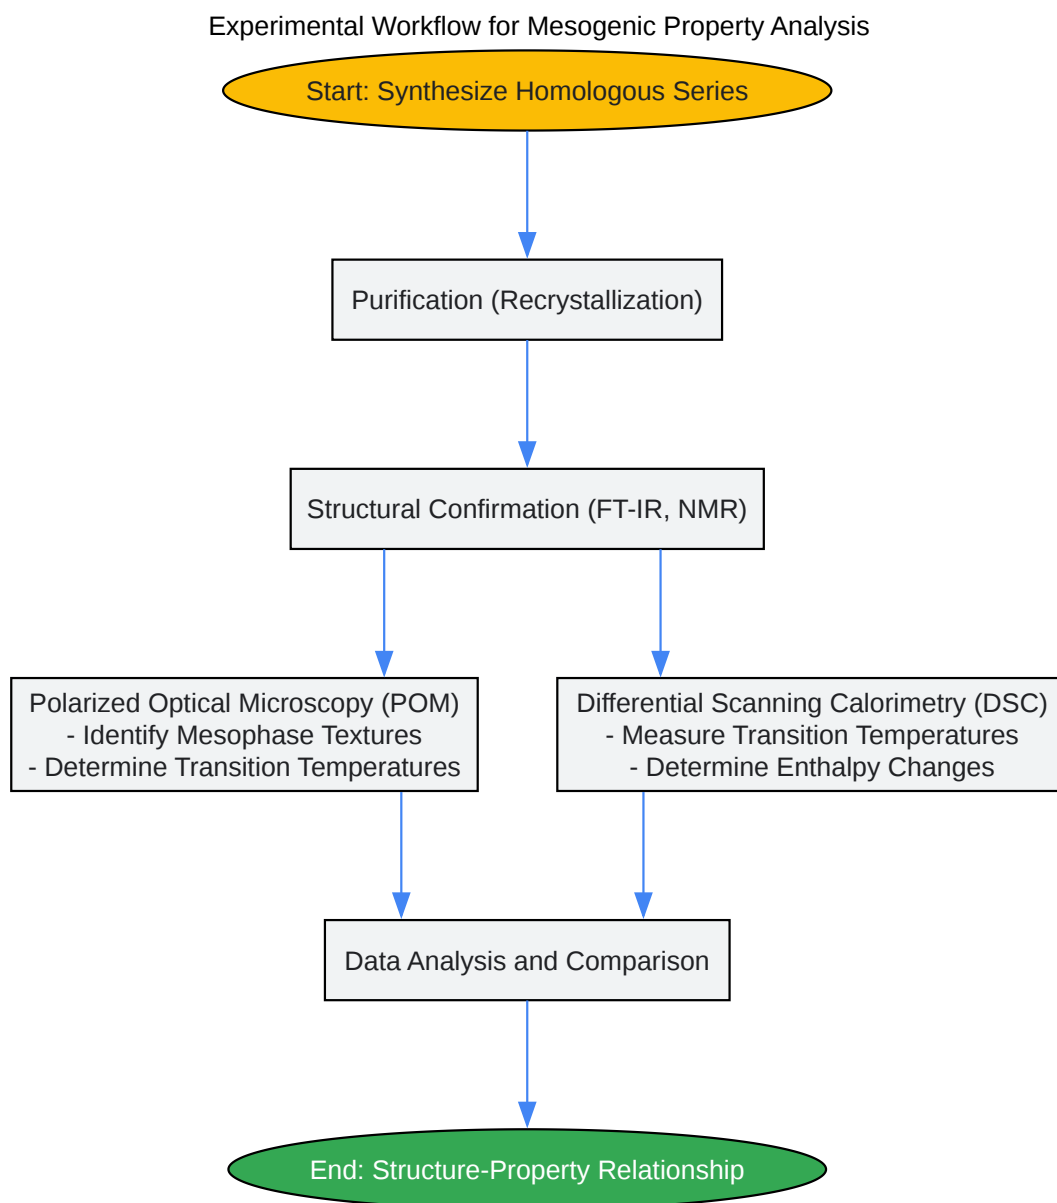 Experimental Workflow for Mesogenic Property Analysis
Start: Synthesize Homologous Series
Purification (Recrystallization)
Structural Confirmation (FT-IR, NMR)
Polarized Optical Microscopy (POM)
- Identify Mesophase Textures
- Determine Transition Temperatures
Differential Scanning Calorimetry (DSC)
- Measure Transition Temperatures
- Determine Enthalpy Changes
Data Analysis and Comparison
End: Structure-Property Relationship